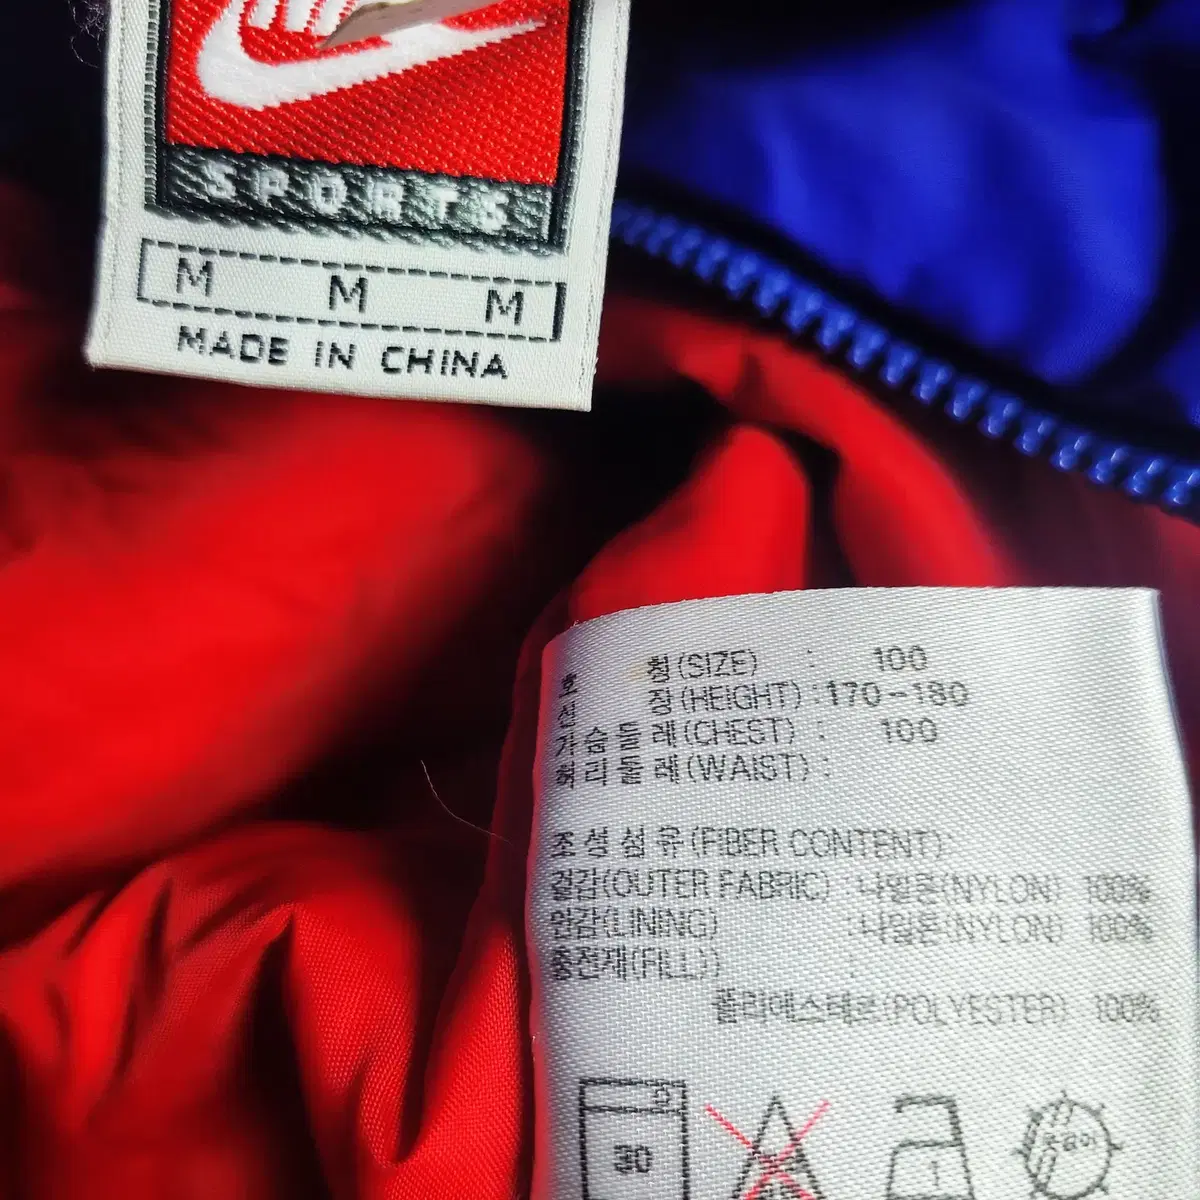 SPORTS
M M M
MADE IN CHINA
호 칭(SIZE) : 100
신 장(HEIGHT):170-180
가슴둘레(CHEST) : 100
허리둘레(WAIST) :
조성섬유(FIBER CONTENT)
겉감(OUTER FABRIC) :나일론(NYLON) 100%
안감(LINING) :나일론(NYLON) 100%
충전재(FILL)) :
폴리에스테르(POLYESTER) 100%
30